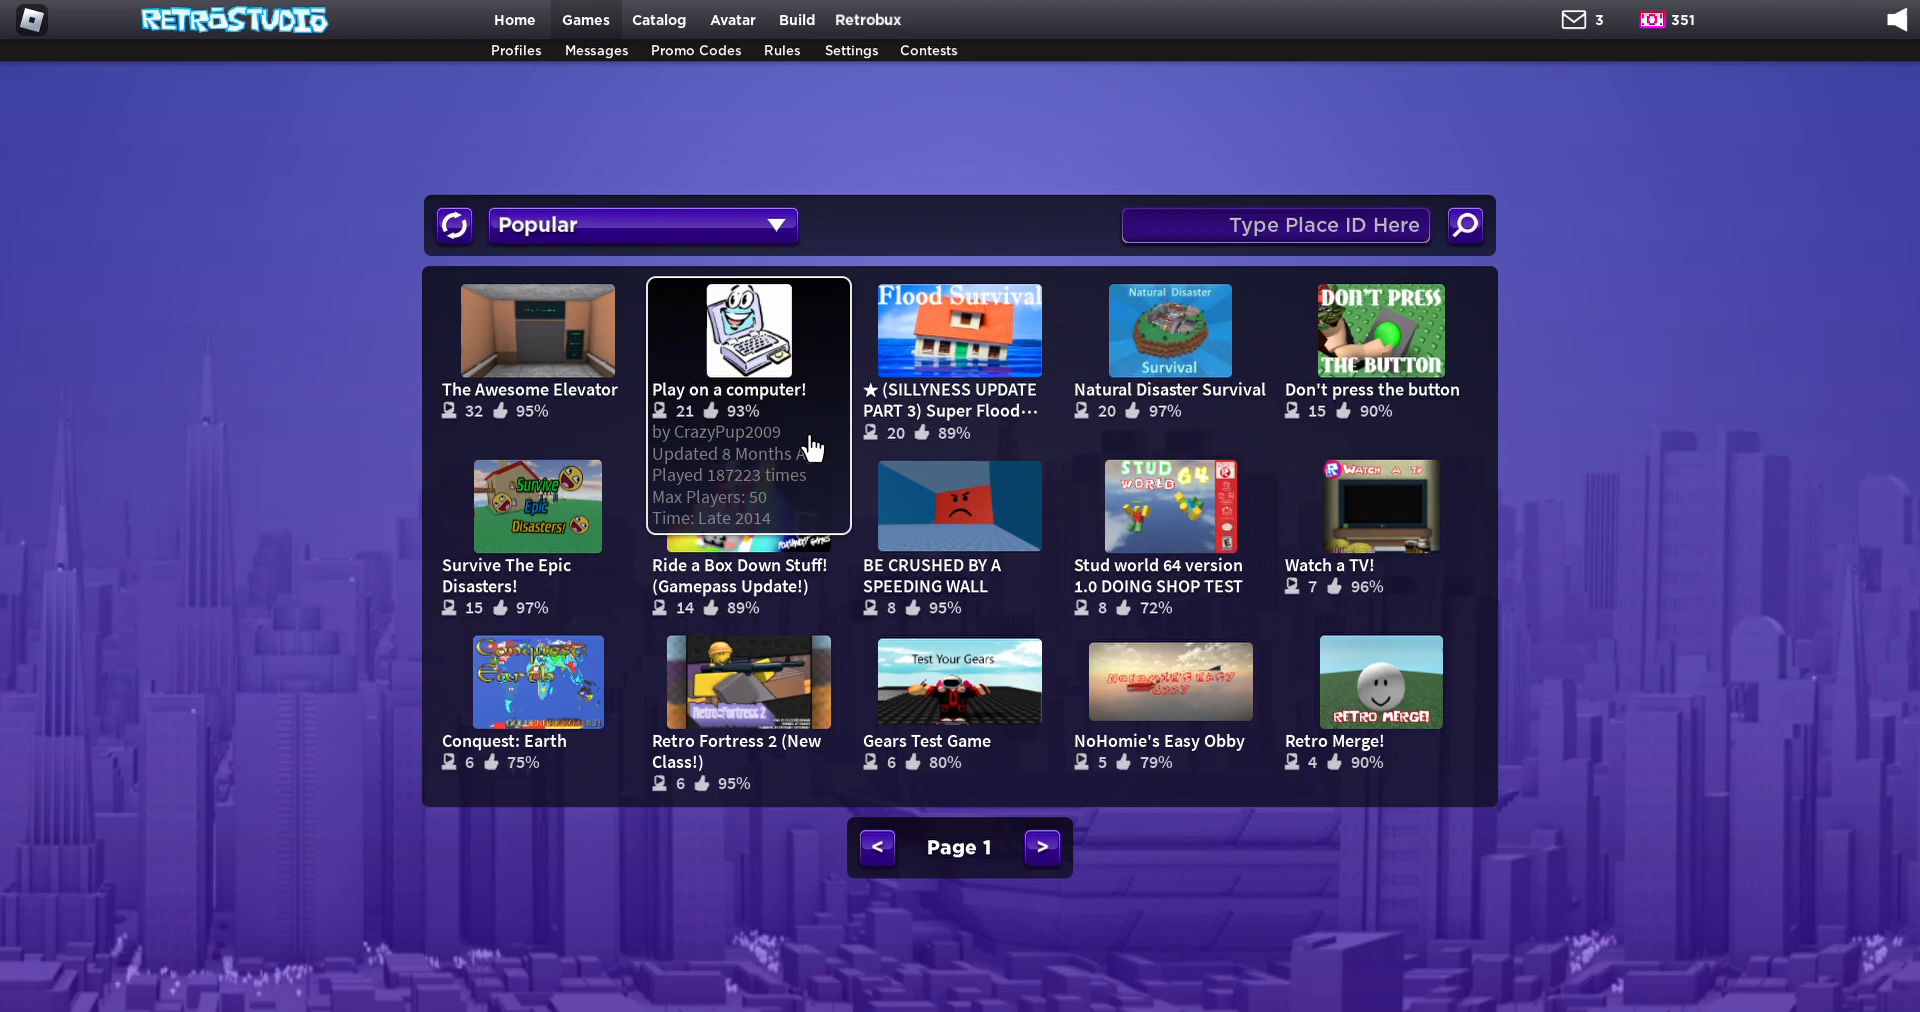 RETROSTUDIO
Home
Games
Catalog
Avatar
Build
Retrobux
3
351
Profiles
Messages
Promo Codes
Rules
Settings
Contests
Popular
Type Place ID Here
The Awesome Elevator
32 95%
Play on a computer!
21 93%
by CrazyPup2009
Updated 8 Months A
Played 187223 times
Max Players: 50
Time: Late 2014
Flood Survival
★ (SILLYNESS UPDATE
PART 3) Super Flood···
20 89%
Natural Disaster
Survival
Natural Disaster Survival
20 97%
DON'T PRESS
THE BUTTON
Don't press the button
15 90%
Survive
Epic
Disasters!
Survive The Epic
Disasters!
15 97%
Ride a Box Down Stuff!
(Gamepass Update!)
14 89%
BE CRUSHED BY A
SPEEDING WALL
8 95%
STUD
WORLD 64
Stud world 64 version
1.0 DOING SHOP TEST
8 72%
WATCH A TV
Watch a TV!
7 96%
Conquest
Earth
Conquest: Earth
6 75%
Retro-Fortress 2
Retro Fortress 2 (New
Class!)
6 95%
Test Your Gears
Gears Test Game
6 80%
NOHOMIE'S EASY
OBBY
NoHomie's Easy Obby
5 79%
RETRO MERGE!
Retro Merge!
4 90%
<
Page 1
>